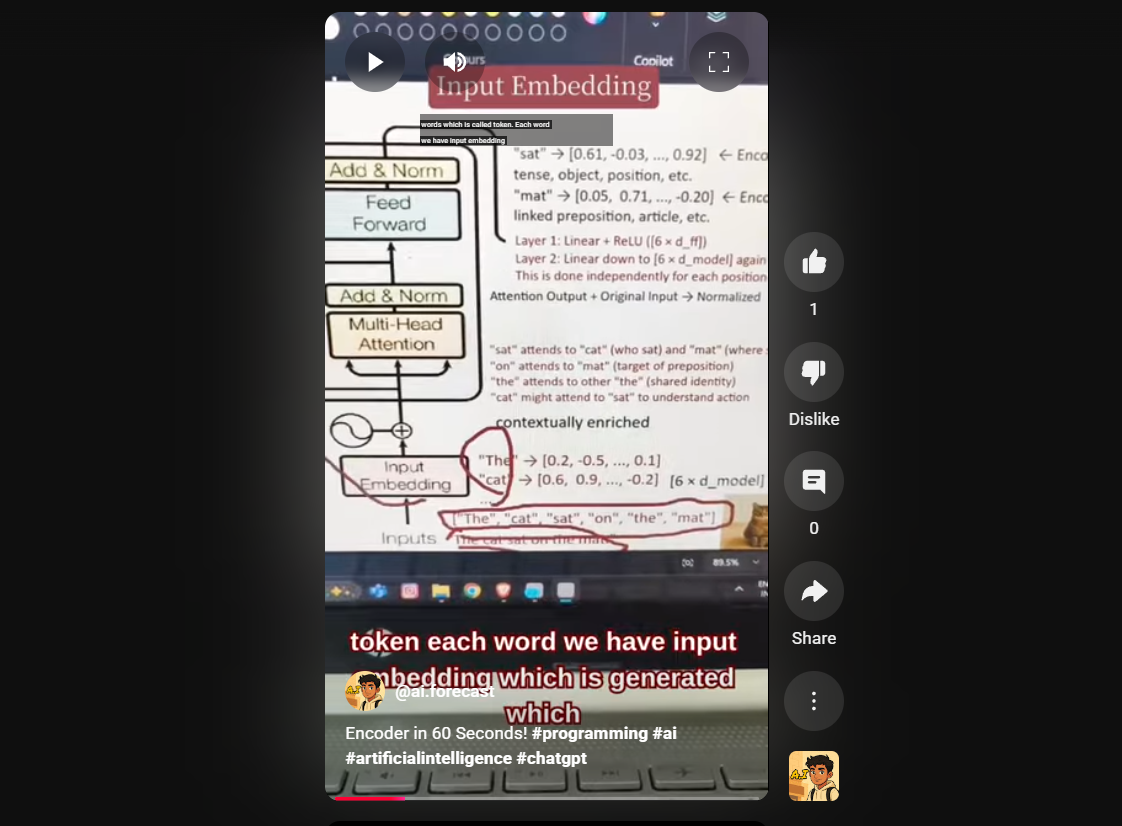 Colours
Copilot
Input Embedding
words which is called token. Each word
we have input embedding
"sat" → [0.61, -0.03, ..., 0.92] ← Enco
tense, object, position, etc.
"mat" → [0.05, 0.71, ..., -0.20] ← Enco
linked preposition, article, etc.
Add & Norm
Feed
Forward
Layer 1: Linear + ReLU ([6 × d_ff])
Layer 2: Linear down to [6 × d_model] again
This is done independently for each position
Add & Norm
Attention Output + Original Input → Normalized
Multi-Head
Attention
"sat" attends to "cat" (who sat) and "mat" (where
"on" attends to "mat" (target of preposition)
"the" attends to other "the" (shared identity)
"cat" might attend to "sat" to understand action
contextually enriched
Input
Embedding
"The" → [0.2, -0.5, ..., 0.1]
"cat" → [0.6, 0.9, ..., -0.2] [6 × d_model]
...
["The", "cat", "sat", "on", "the", "mat"]
Inputs
"The cat sat on the mat."
89.5%
EN
IN
token each word we have input
embedding which is generated
which
@ai.forecast
Encoder in 60 Seconds! #programming #ai
#artificialintelligence #chatgpt
1
Dislike
0
Share
A.I